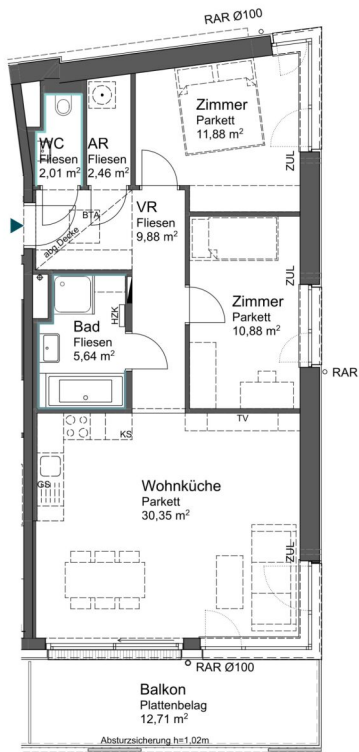 RAR Ø100
Zimmer
Parkett
11,88 m²
WC
Fliesen
2,01 m²
AR
Fliesen
2,46 m²
ZUL
BTA
VR
Fliesen
9,88 m²
abg Decke
Zimmer
Parkett
10,88 m²
ZUL
Bad
Fliesen
5,64 m²
HZK
RAR
TV
KS
GS
Wohnküche
Parkett
30,35 m²
ZUL
RAR Ø100
Balkon
Plattenbelag
12,71 m²
Absturzsicherung h=1,02m